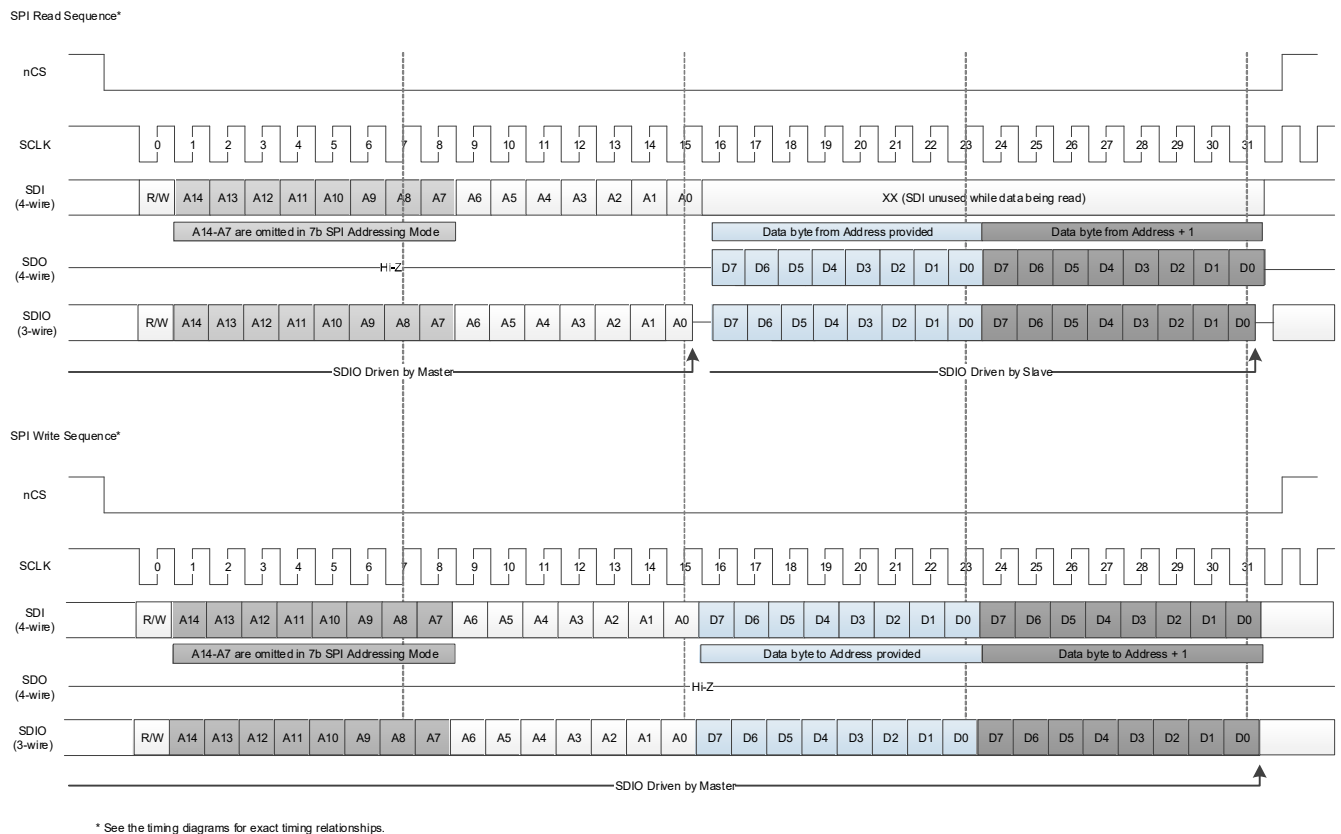 SPI Read Sequence*
nCS
SCLK 0 1 2 3 4 5 6 7 8 9 10 11 12 13 14 15 16 17 18 19 20 21 22 23 24 25 26 27 28 29 30 31
SDI
(4-wire)
R/W A14 A13 A12 A11 A10 A9 A8 A7 A6 A5 A4 A3 A2 A1 A0 XX (SDI unused while data being read)
A14-A7 are omitted in 7b SPI Addressing Mode Data byte from Address provided Data byte from Address + 1
SDO
(4-wire)
Hi-Z D7 D6 D5 D4 D3 D2 D1 D0 D7 D6 D5 D4 D3 D2 D1 D0
SDIO
(3-wire)
R/W A14 A13 A12 A11 A10 A9 A8 A7 A6 A5 A4 A3 A2 A1 A0 D7 D6 D5 D4 D3 D2 D1 D0 D7 D6 D5 D4 D3 D2 D1 D0
SDIO Driven by Master SDIO Driven by Slave
SPI Write Sequence*
nCS
SCLK 0 1 2 3 4 5 6 7 8 9 10 11 12 13 14 15 16 17 18 19 20 21 22 23 24 25 26 27 28 29 30 31
SDI
(4-wire)
R/W A14 A13 A12 A11 A10 A9 A8 A7 A6 A5 A4 A3 A2 A1 A0 D7 D6 D5 D4 D3 D2 D1 D0 D7 D6 D5 D4 D3 D2 D1 D0
A14-A7 are omitted in 7b SPI Addressing Mode Data byte to Address provided Data byte to Address + 1
SDO
(4-wire)
Hi-Z
SDIO
(3-wire)
R/W A14 A13 A12 A11 A10 A9 A8 A7 A6 A5 A4 A3 A2 A1 A0 D7 D6 D5 D4 D3 D2 D1 D0 D7 D6 D5 D4 D3 D2 D1 D0
SDIO Driven by Master
* See the timing diagrams for exact timing relationships.